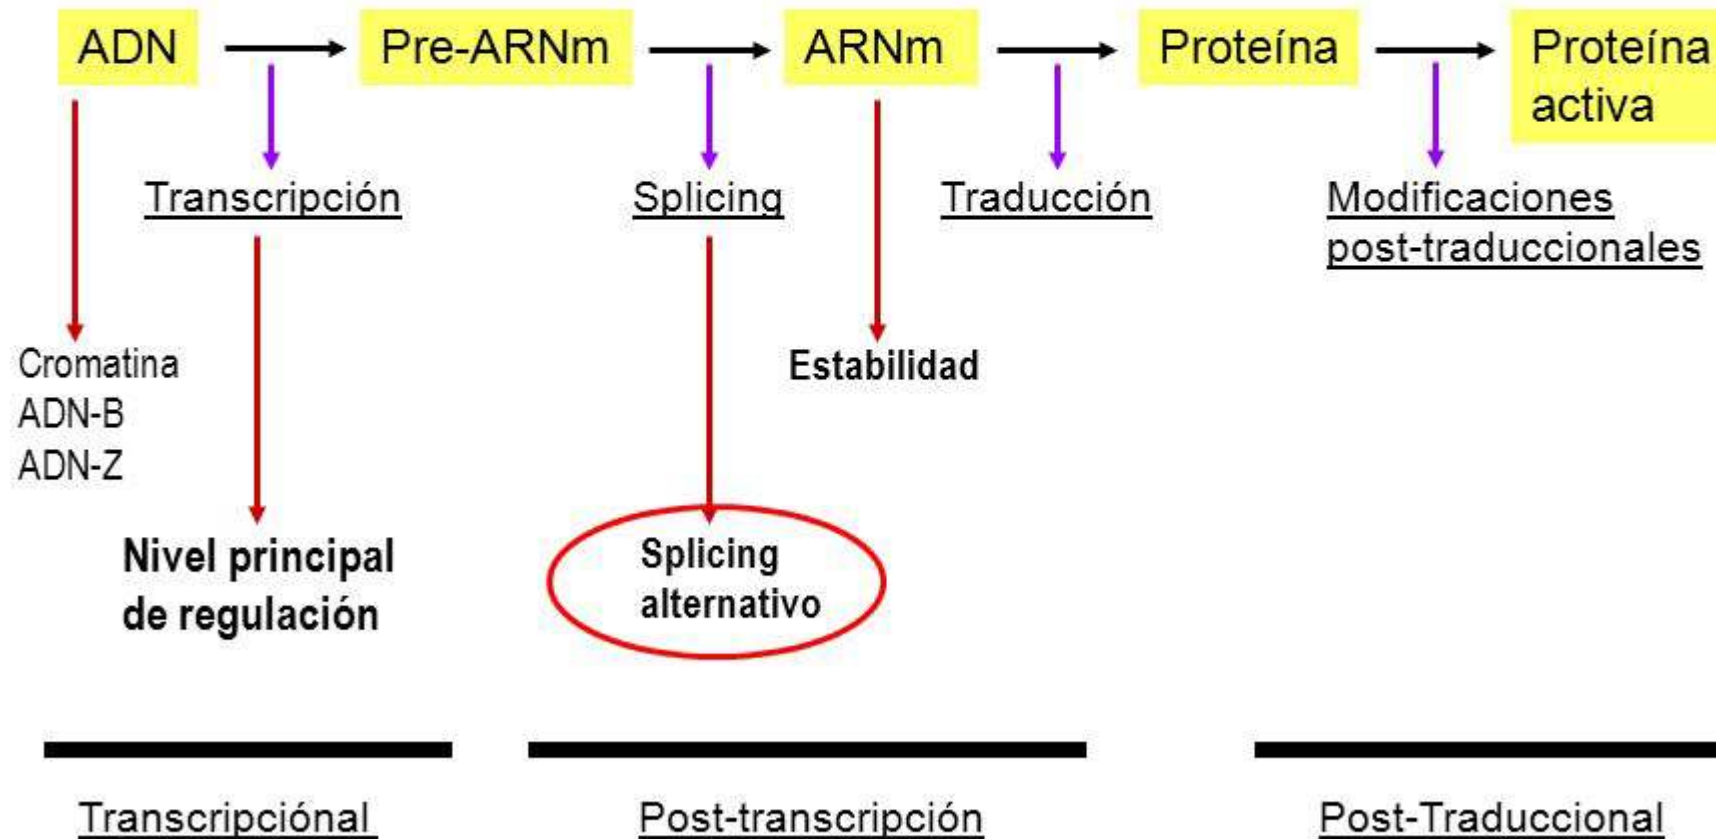 ADN
Pre-ARNm
ARNm
Proteína
Proteína
activa
Transcripción
Splicing
Traducción
Modificaciones
post-traduccionales
Cromatina
ADN-B
ADN-Z
Estabilidad
Nivel principal
de regulación
Splicing
alternativo
Transcripciónal
Post-transcripción
Post-Traduccional